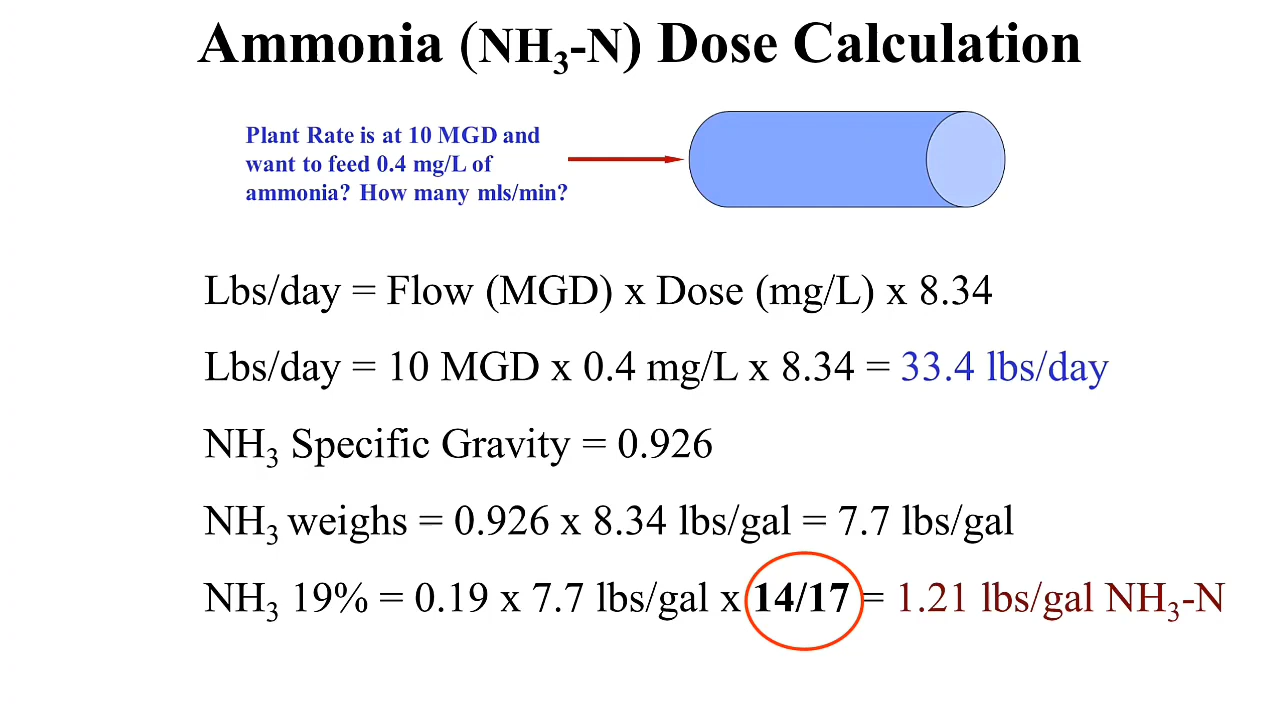 Ammonia (NH₃-N) Dose Calculation
Plant Rate is at 10 MGD and
want to feed 0.4 mg/L of
ammonia? How many mls/min?
Lbs/day = Flow (MGD) x Dose (mg/L) x 8.34
Lbs/day = 10 MGD x 0.4 mg/L x 8.34 = 33.4 lbs/day
NH₃ Specific Gravity = 0.926
NH₃ weighs = 0.926 x 8.34 lbs/gal = 7.7 lbs/gal
NH₃ 19% = 0.19 x 7.7 lbs/gal x 14/17 = 1.21 lbs/gal NH₃-N